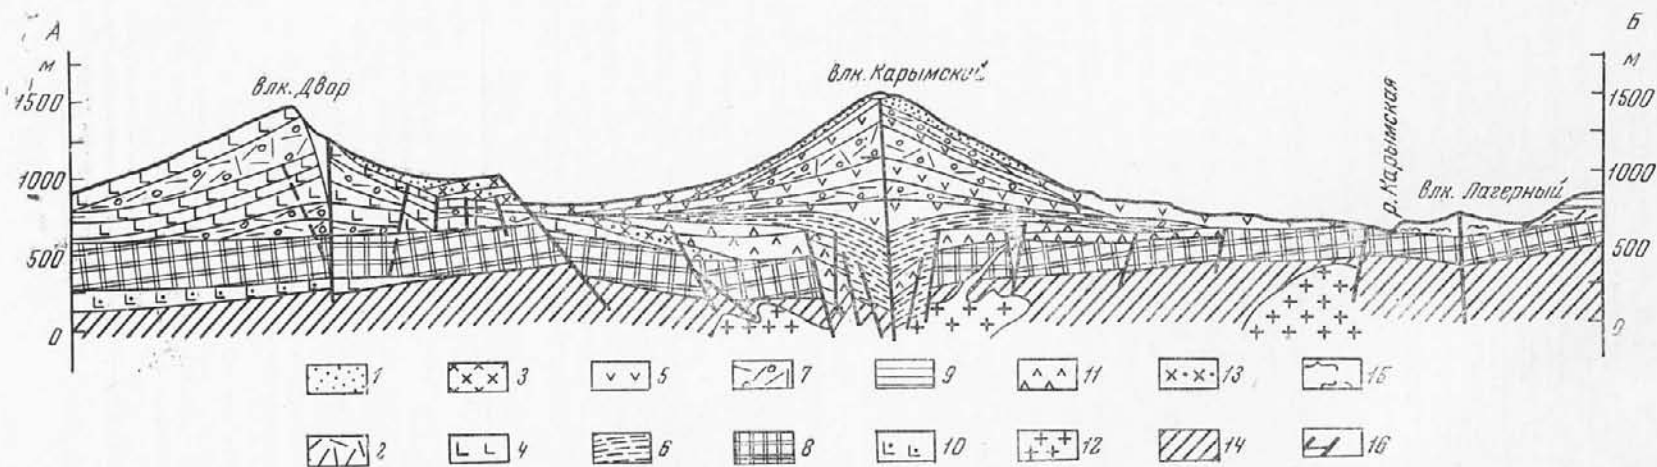 А
Б
м
м
влк. Двор
влк. Карымский
р. Карымская
влк. Лагерный
1500
1000
500
0
1500
1000
500
0
1 3 5 7 9 11 13 15
2 4 6 8 10 12 14 16